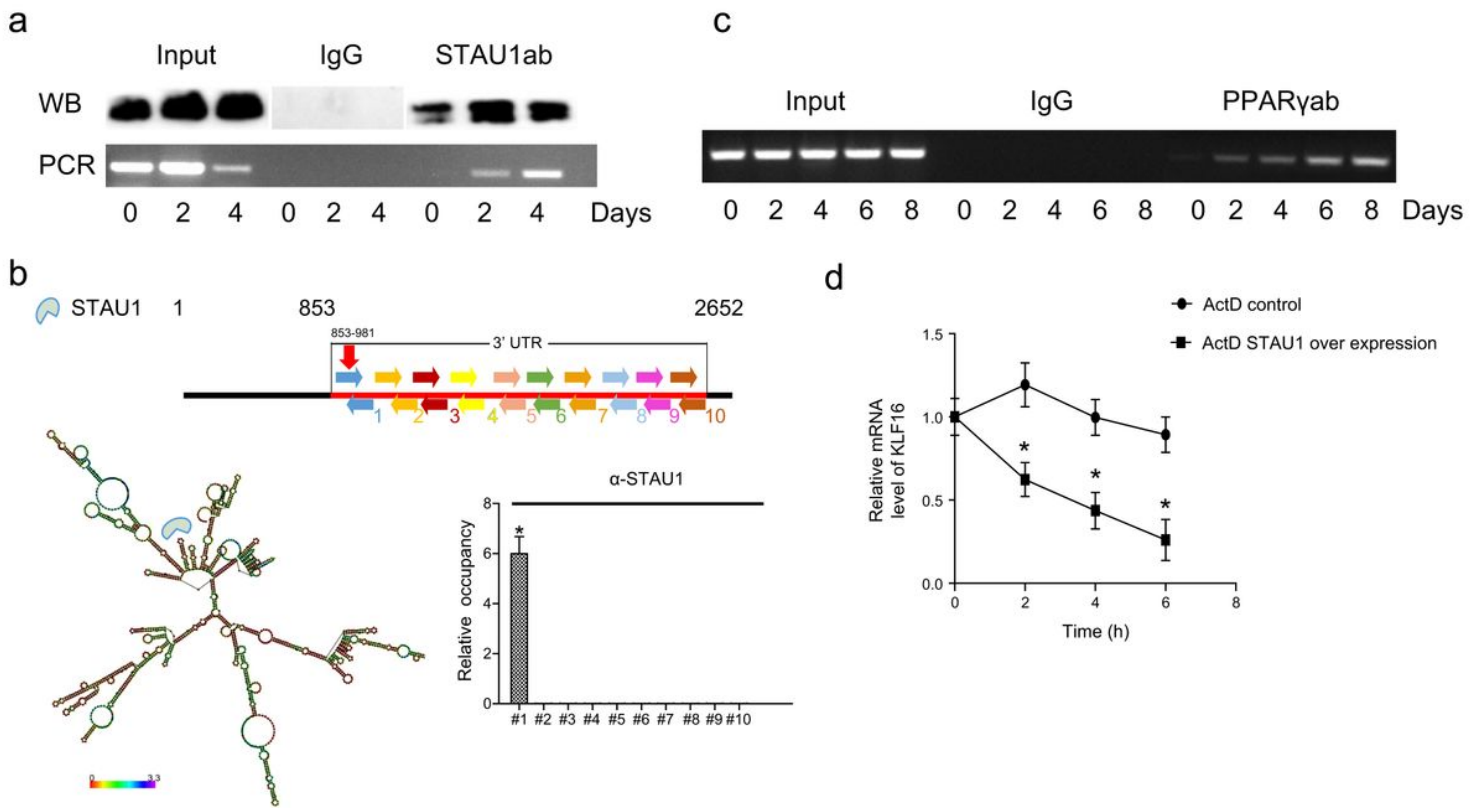 a
Input IgG STAU1ab
WB
PCR
0 2 4 0 2 4 0 2 4 Days
c
Input IgG PPARγab
0 2 4 6 8 0 2 4 6 8 0 2 4 6 8 Days
b
STAU1 1 853 2652
853-981
3' UTR
1 2 3 4 5 6 7 8 9 10
0 3.3
α-STAU1
Relative occupancy
8
6
4
2
0
*
#1 #2 #3 #4 #5 #6 #7 #8 #9 #10
d
ActD control
ActD STAU1 over expression
Relative mRNA
level of KLF16
1.5
1.0
0.5
0.0
* * *
0 2 4 6 8
Time (h)